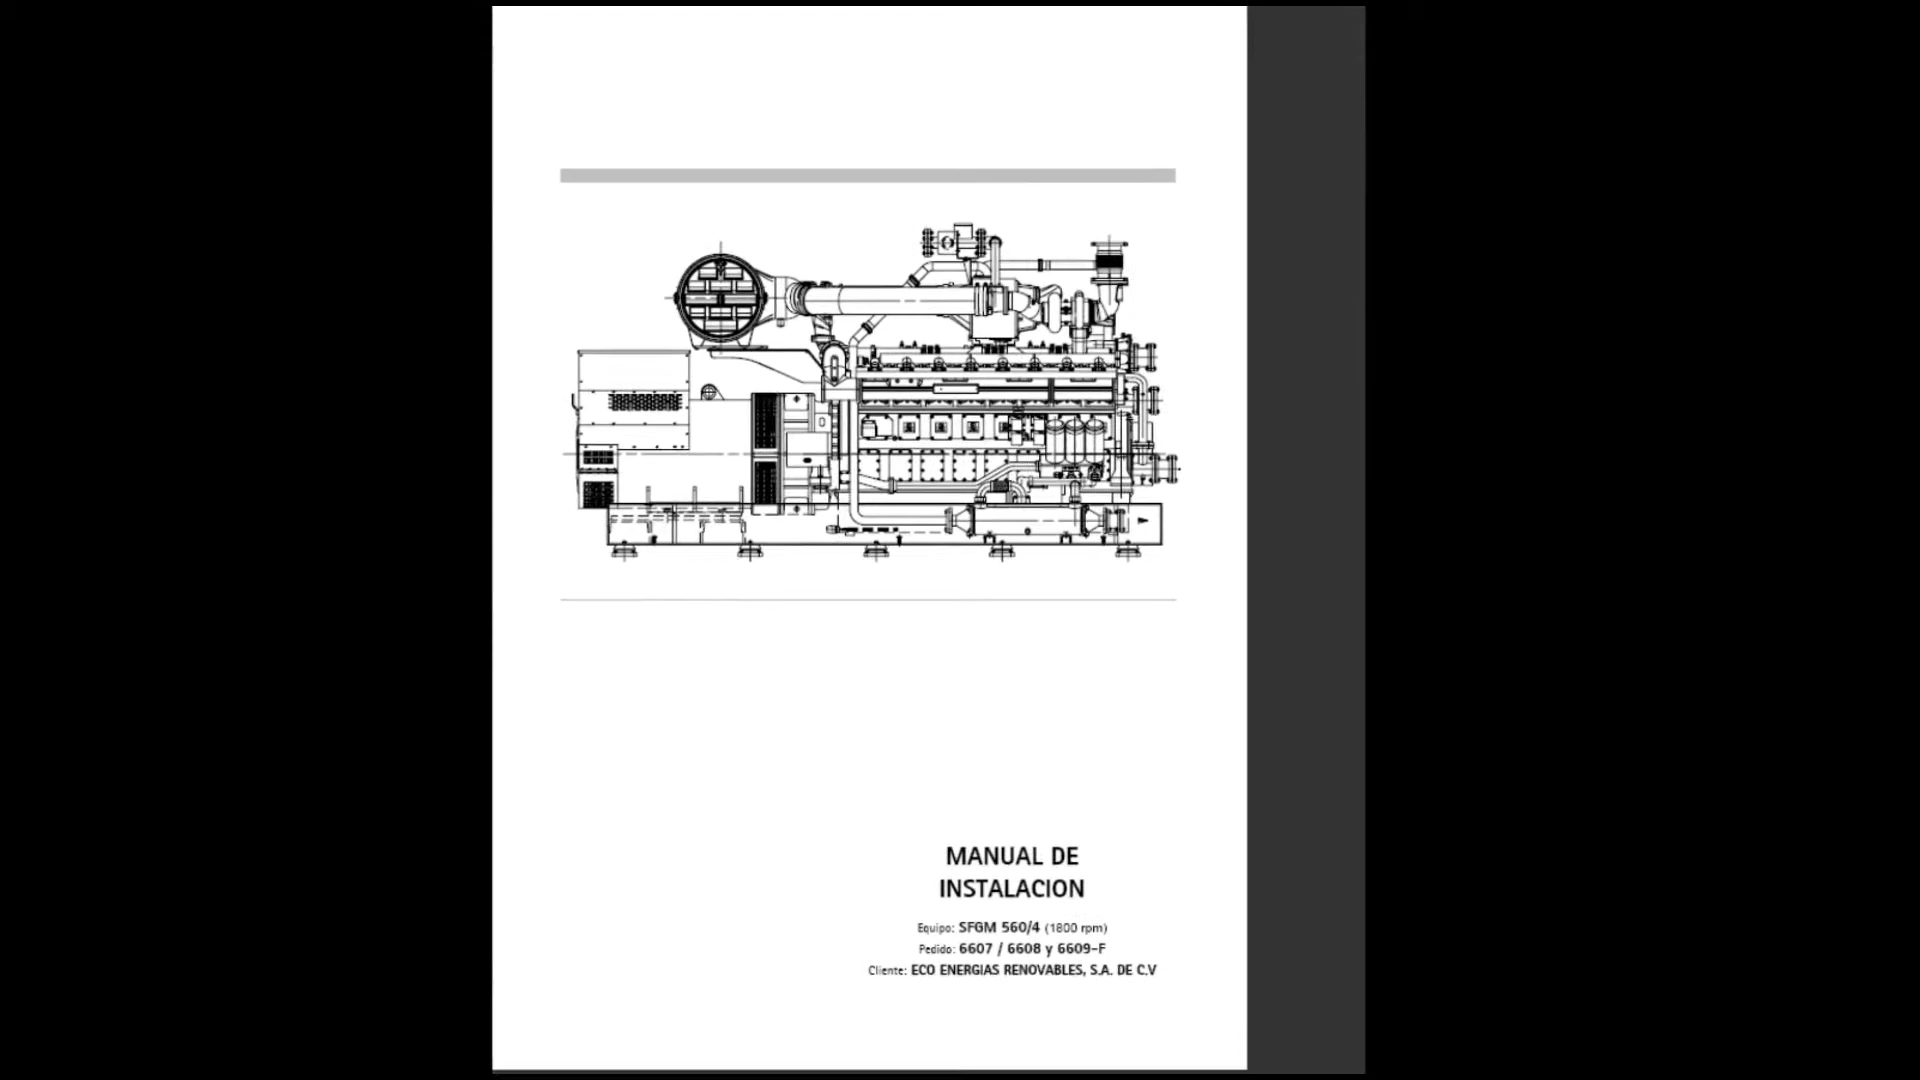 MANUAL DE
INSTALACION
Equipo: SFGM 560/4 (1800 rpm)
Pedido: 6607 / 6608 y 6609-F
Cliente: ECO ENERGIAS RENOVABLES, S.A. DE C.V